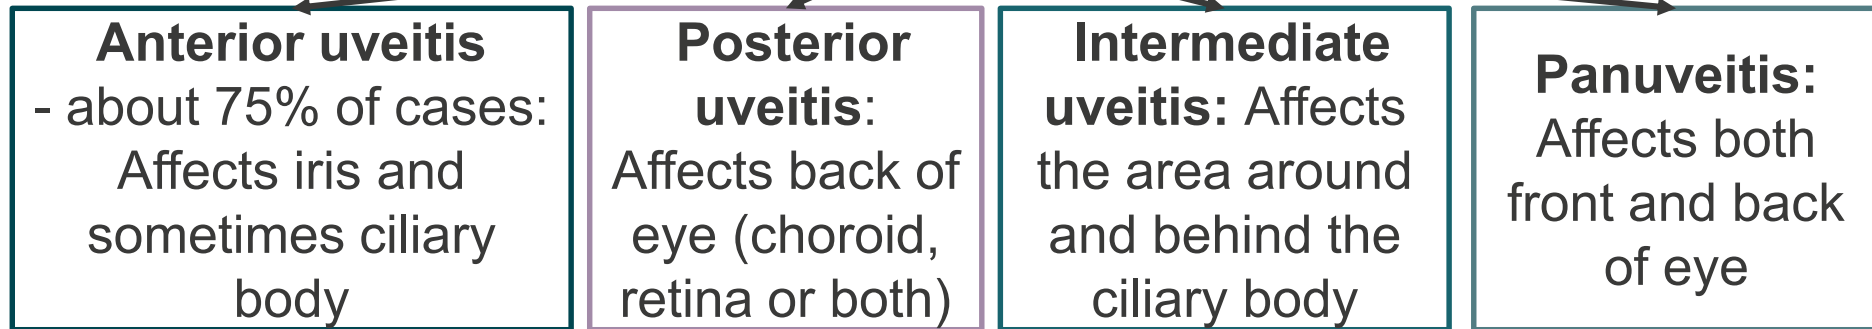 Anterior uveitis
- about 75% of cases:
Affects iris and
sometimes ciliary
body
Posterior
uveitis:
Affects back of
eye (choroid,
retina or both)
Intermediate
uveitis: Affects
the area around
and behind the
ciliary body
Panuveitis:
Affects both
front and back
of eye